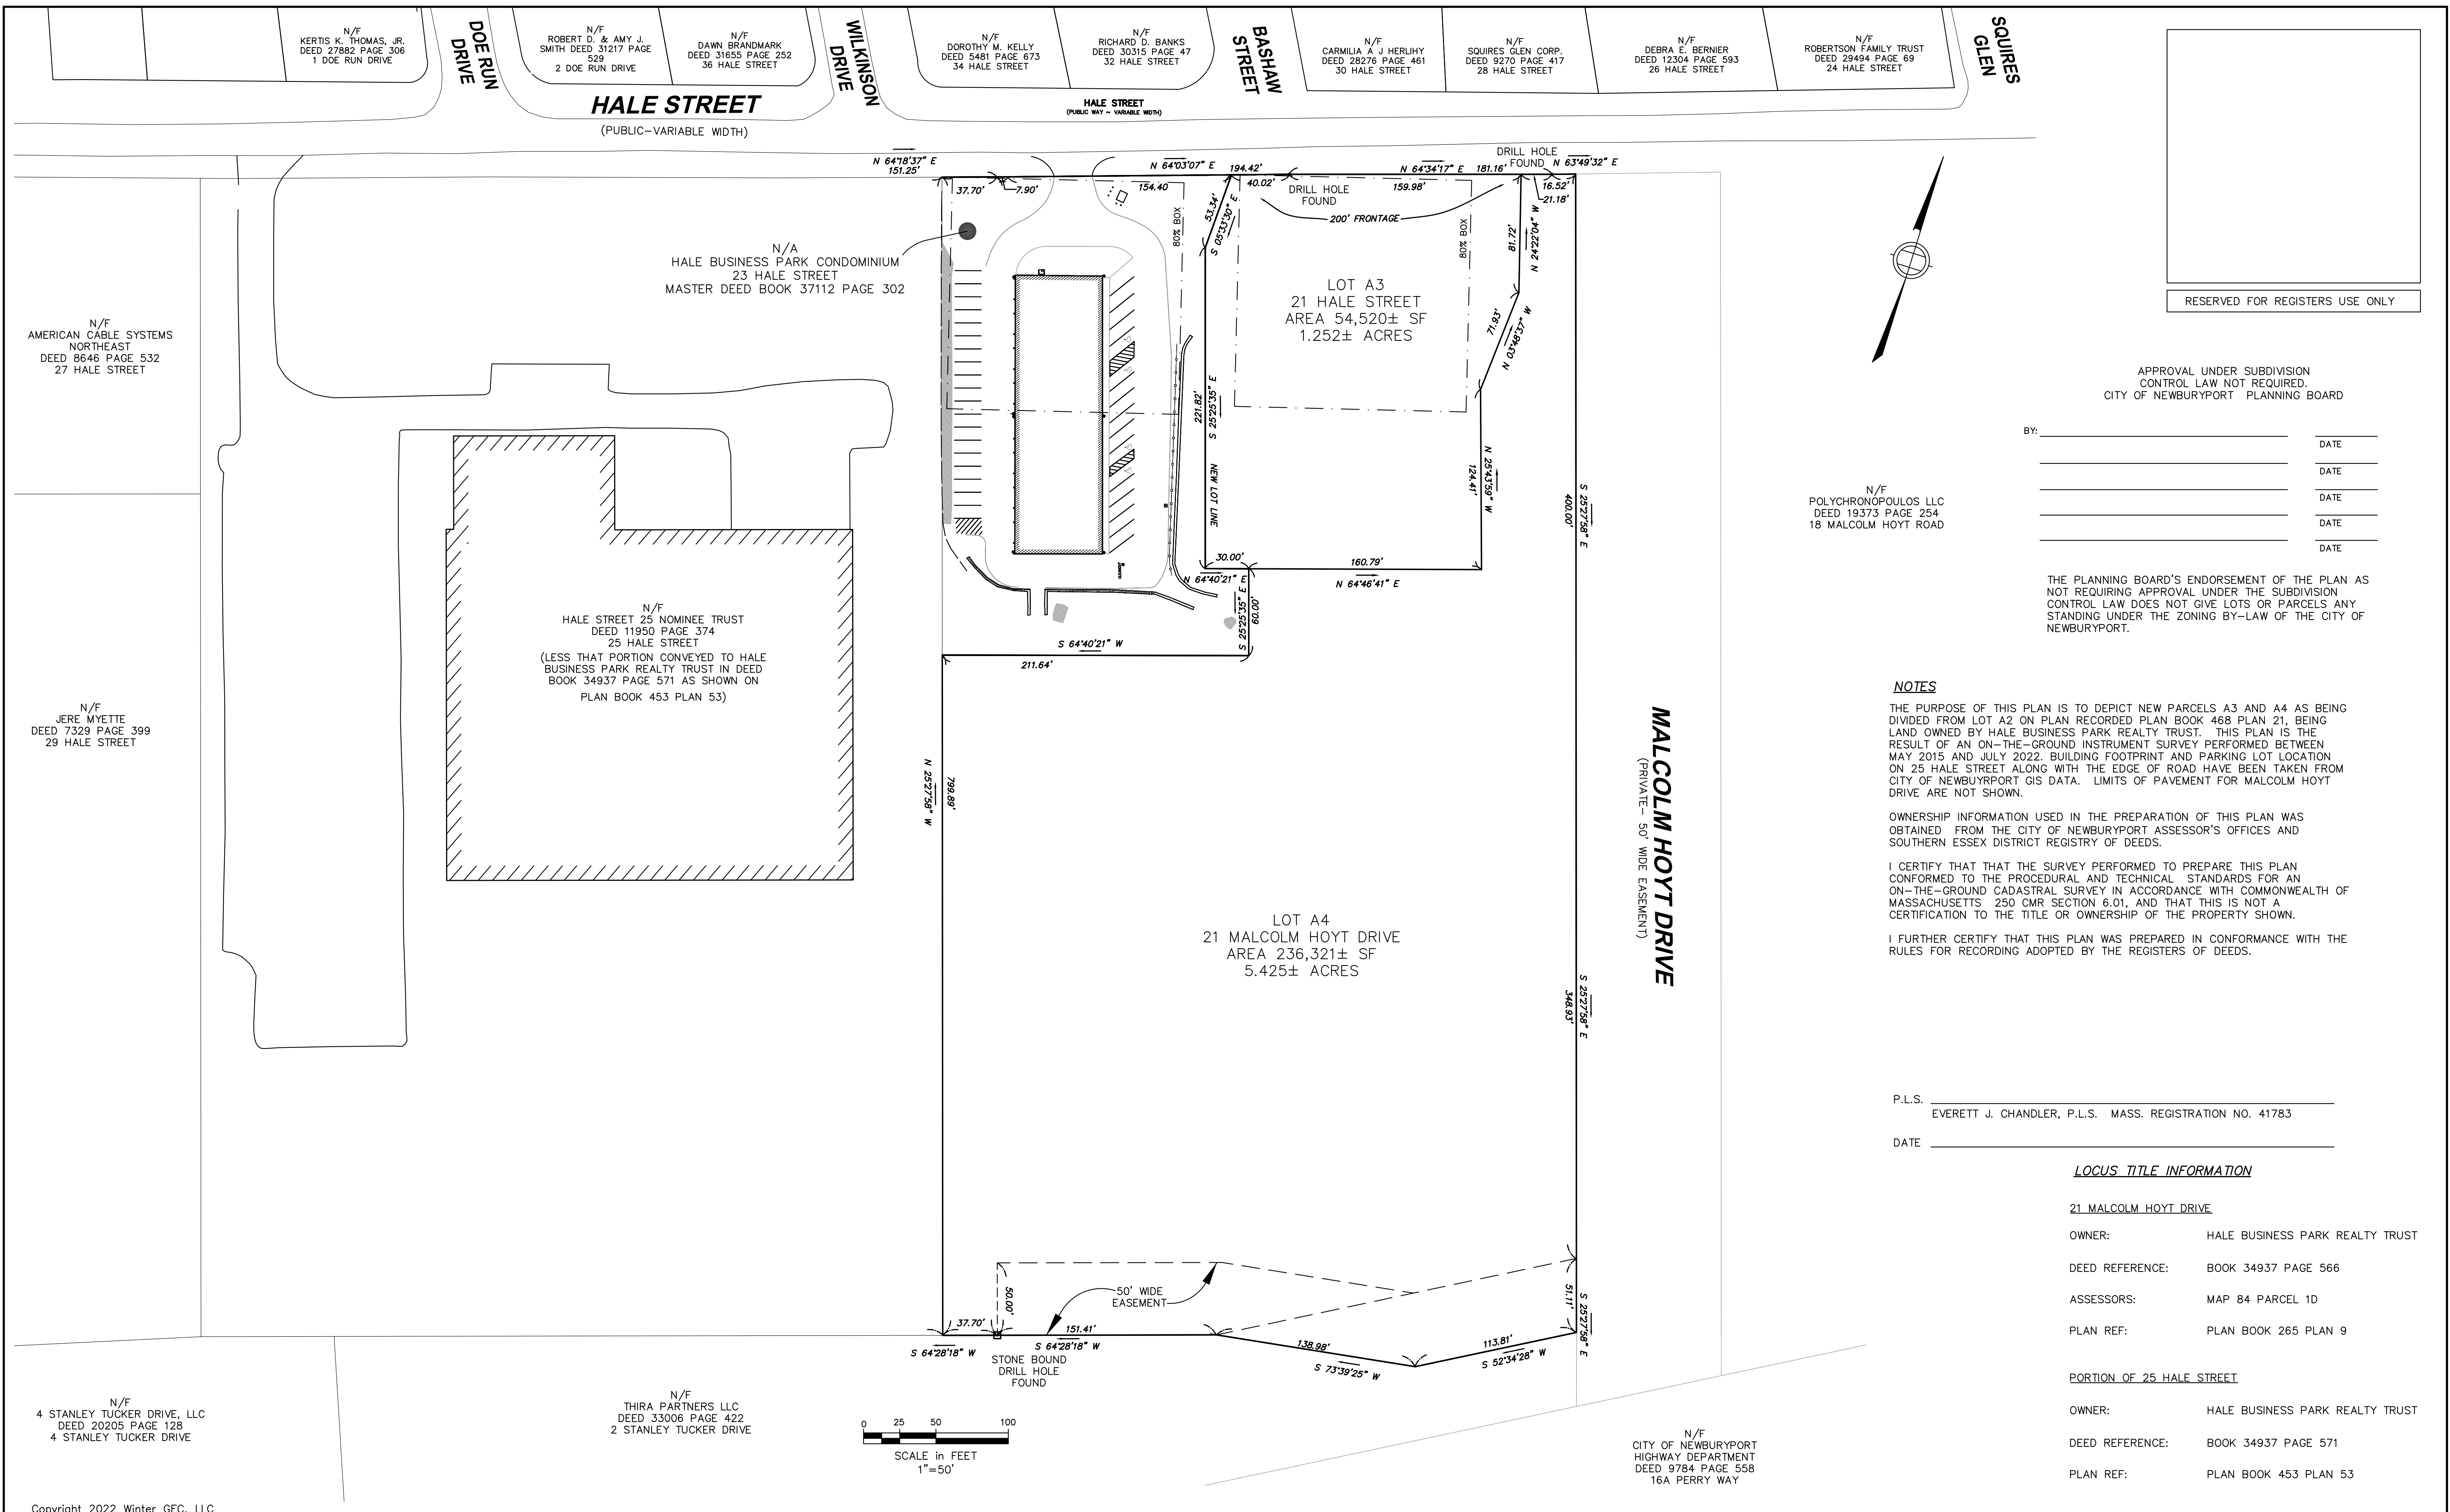 N/F
KERTIS K. THOMAS, JR.
DEED 27882 PAGE 306
1 DOE RUN DRIVE
DOE RUN
DRIVE
N/F
ROBERT D. & AMY J.
SMITH DEED 31217 PAGE
529
2 DOE RUN DRIVE
N/F
DAWN BRANDMARK
DEED 31655 PAGE 252
36 HALE STREET
WILKINSON
DRIVE
N/F
DOROTHY M. KELLY
DEED 5481 PAGE 673
34 HALE STREET
N/F
RICHARD D. BANKS
DEED 30315 PAGE 47
32 HALE STREET
BASHAW
STREET
N/F
CARMILIA A J HERLIHY
DEED 28276 PAGE 461
30 HALE STREET
N/F
SQUIRES GLEN CORP.
DEED 9270 PAGE 417
28 HALE STREET
N/F
DEBRA E. BERNIER
DEED 12304 PAGE 593
26 HALE STREET
N/F
ROBERTSON FAMILY TRUST
DEED 29494 PAGE 69
24 HALE STREET
SQUIRES
GLEN
HALE STREET
(PUBLIC-VARIABLE WIDTH)
HALE STREET
(PUBLIC WAY ~ VARIABLE WIDTH)
N 64°18'37" E
151.25'
N 64°03'07" E
194.42'
N 64°34'17" E
181.16'
DRILL HOLE
FOUND
N 63°49'32" E
37.70'
7.90'
154.40
40.02'
DRILL HOLE
FOUND
159.98'
16.52'
21.18'
200' FRONTAGE
80% BOX
80% BOX
53.34'
S 05°33'30" E
81.72'
N 24°22'04" W
71.93'
N 03°48'37" W
N/A
HALE BUSINESS PARK CONDOMINIUM
23 HALE STREET
MASTER DEED BOOK 37112 PAGE 302
LOT A3
21 HALE STREET
AREA 54,520± SF
1.252± ACRES
221.82'
S 25°25'35" E
NEW LOT LINE
124.41'
N 25°43'59" W
S 25°27'58" E
400.00'
30.00'
N 64°40'21" E
160.79'
N 64°46'41" E
S 25°25'35" E
60.00'
S 64°40'21" W
211.64'
N/F
AMERICAN CABLE SYSTEMS
NORTHEAST
DEED 8646 PAGE 532
27 HALE STREET
N/F
HALE STREET 25 NOMINEE TRUST
DEED 11950 PAGE 374
25 HALE STREET
(LESS THAT PORTION CONVEYED TO HALE
BUSINESS PARK REALTY TRUST IN DEED
BOOK 34937 PAGE 571 AS SHOWN ON
PLAN BOOK 453 PLAN 53)
N/F
JERE MYETTE
DEED 7329 PAGE 399
29 HALE STREET
N 25°27'58" W
799.89'
LOT A4
21 MALCOLM HOYT DRIVE
AREA 236,321± SF
5.425± ACRES
MALCOLM HOYT DRIVE
(PRIVATE- 50' WIDE EASEMENT)
S 25°27'58" E
348.93'
N/F
POLYCHRONOPOULOS LLC
DEED 19373 PAGE 254
18 MALCOLM HOYT ROAD
50.00'
50' WIDE
EASEMENT
51.11'
S 25°27'58" E
37.70'
S 64°28'18" W
151.41'
S 64°28'18" W
STONE BOUND
DRILL HOLE
FOUND
138.98'
S 73°39'25" W
113.81'
S 52°34'28" W
N/F
4 STANLEY TUCKER DRIVE, LLC
DEED 20205 PAGE 128
4 STANLEY TUCKER DRIVE
N/F
THIRA PARTNERS LLC
DEED 33006 PAGE 422
2 STANLEY TUCKER DRIVE
0 25 50 100
SCALE in FEET
1"=50'
N/F
CITY OF NEWBURYPORT
HIGHWAY DEPARTMENT
DEED 9784 PAGE 558
16A PERRY WAY
Copyright 2022 Winter GEC, LLC
RESERVED FOR REGISTERS USE ONLY
APPROVAL UNDER SUBDIVISION
CONTROL LAW NOT REQUIRED.
CITY OF NEWBURYPORT PLANNING BOARD
BY:
DATE
DATE
DATE
DATE
DATE
THE PLANNING BOARD'S ENDORSEMENT OF THE PLAN AS
NOT REQUIRING APPROVAL UNDER THE SUBDIVISION
CONTROL LAW DOES NOT GIVE LOTS OR PARCELS ANY
STANDING UNDER THE ZONING BY-LAW OF THE CITY OF
NEWBURYPORT.
NOTES
THE PURPOSE OF THIS PLAN IS TO DEPICT NEW PARCELS A3 AND A4 AS BEING
DIVIDED FROM LOT A2 ON PLAN RECORDED PLAN BOOK 468 PLAN 21, BEING
LAND OWNED BY HALE BUSINESS PARK REALTY TRUST. THIS PLAN IS THE
RESULT OF AN ON-THE-GROUND INSTRUMENT SURVEY PERFORMED BETWEEN
MAY 2015 AND JULY 2022. BUILDING FOOTPRINT AND PARKING LOT LOCATION
ON 25 HALE STREET ALONG WITH THE EDGE OF ROAD HAVE BEEN TAKEN FROM
CITY OF NEWBUYRPORT GIS DATA. LIMITS OF PAVEMENT FOR MALCOLM HOYT
DRIVE ARE NOT SHOWN.
OWNERSHIP INFORMATION USED IN THE PREPARATION OF THIS PLAN WAS
OBTAINED FROM THE CITY OF NEWBURYPORT ASSESSOR'S OFFICES AND
SOUTHERN ESSEX DISTRICT REGISTRY OF DEEDS.
I CERTIFY THAT THAT THE SURVEY PERFORMED TO PREPARE THIS PLAN
CONFORMED TO THE PROCEDURAL AND TECHNICAL STANDARDS FOR AN
ON-THE-GROUND CADASTRAL SURVEY IN ACCORDANCE WITH COMMONWEALTH OF
MASSACHUSETTS 250 CMR SECTION 6.01, AND THAT THIS IS NOT A
CERTIFICATION TO THE TITLE OR OWNERSHIP OF THE PROPERTY SHOWN.
I FURTHER CERTIFY THAT THIS PLAN WAS PREPARED IN CONFORMANCE WITH THE
RULES FOR RECORDING ADOPTED BY THE REGISTERS OF DEEDS.
P.L.S.
EVERETT J. CHANDLER, P.L.S. MASS. REGISTRATION NO. 41783
DATE
LOCUS TITLE INFORMATION
21 MALCOLM HOYT DRIVE
OWNER: HALE BUSINESS PARK REALTY TRUST
DEED REFERENCE: BOOK 34937 PAGE 566
ASSESSORS: MAP 84 PARCEL 1D
PLAN REF: PLAN BOOK 265 PLAN 9
PORTION OF 25 HALE STREET
OWNER: HALE BUSINESS PARK REALTY TRUST
DEED REFERENCE: BOOK 34937 PAGE 571
PLAN REF: PLAN BOOK 453 PLAN 53